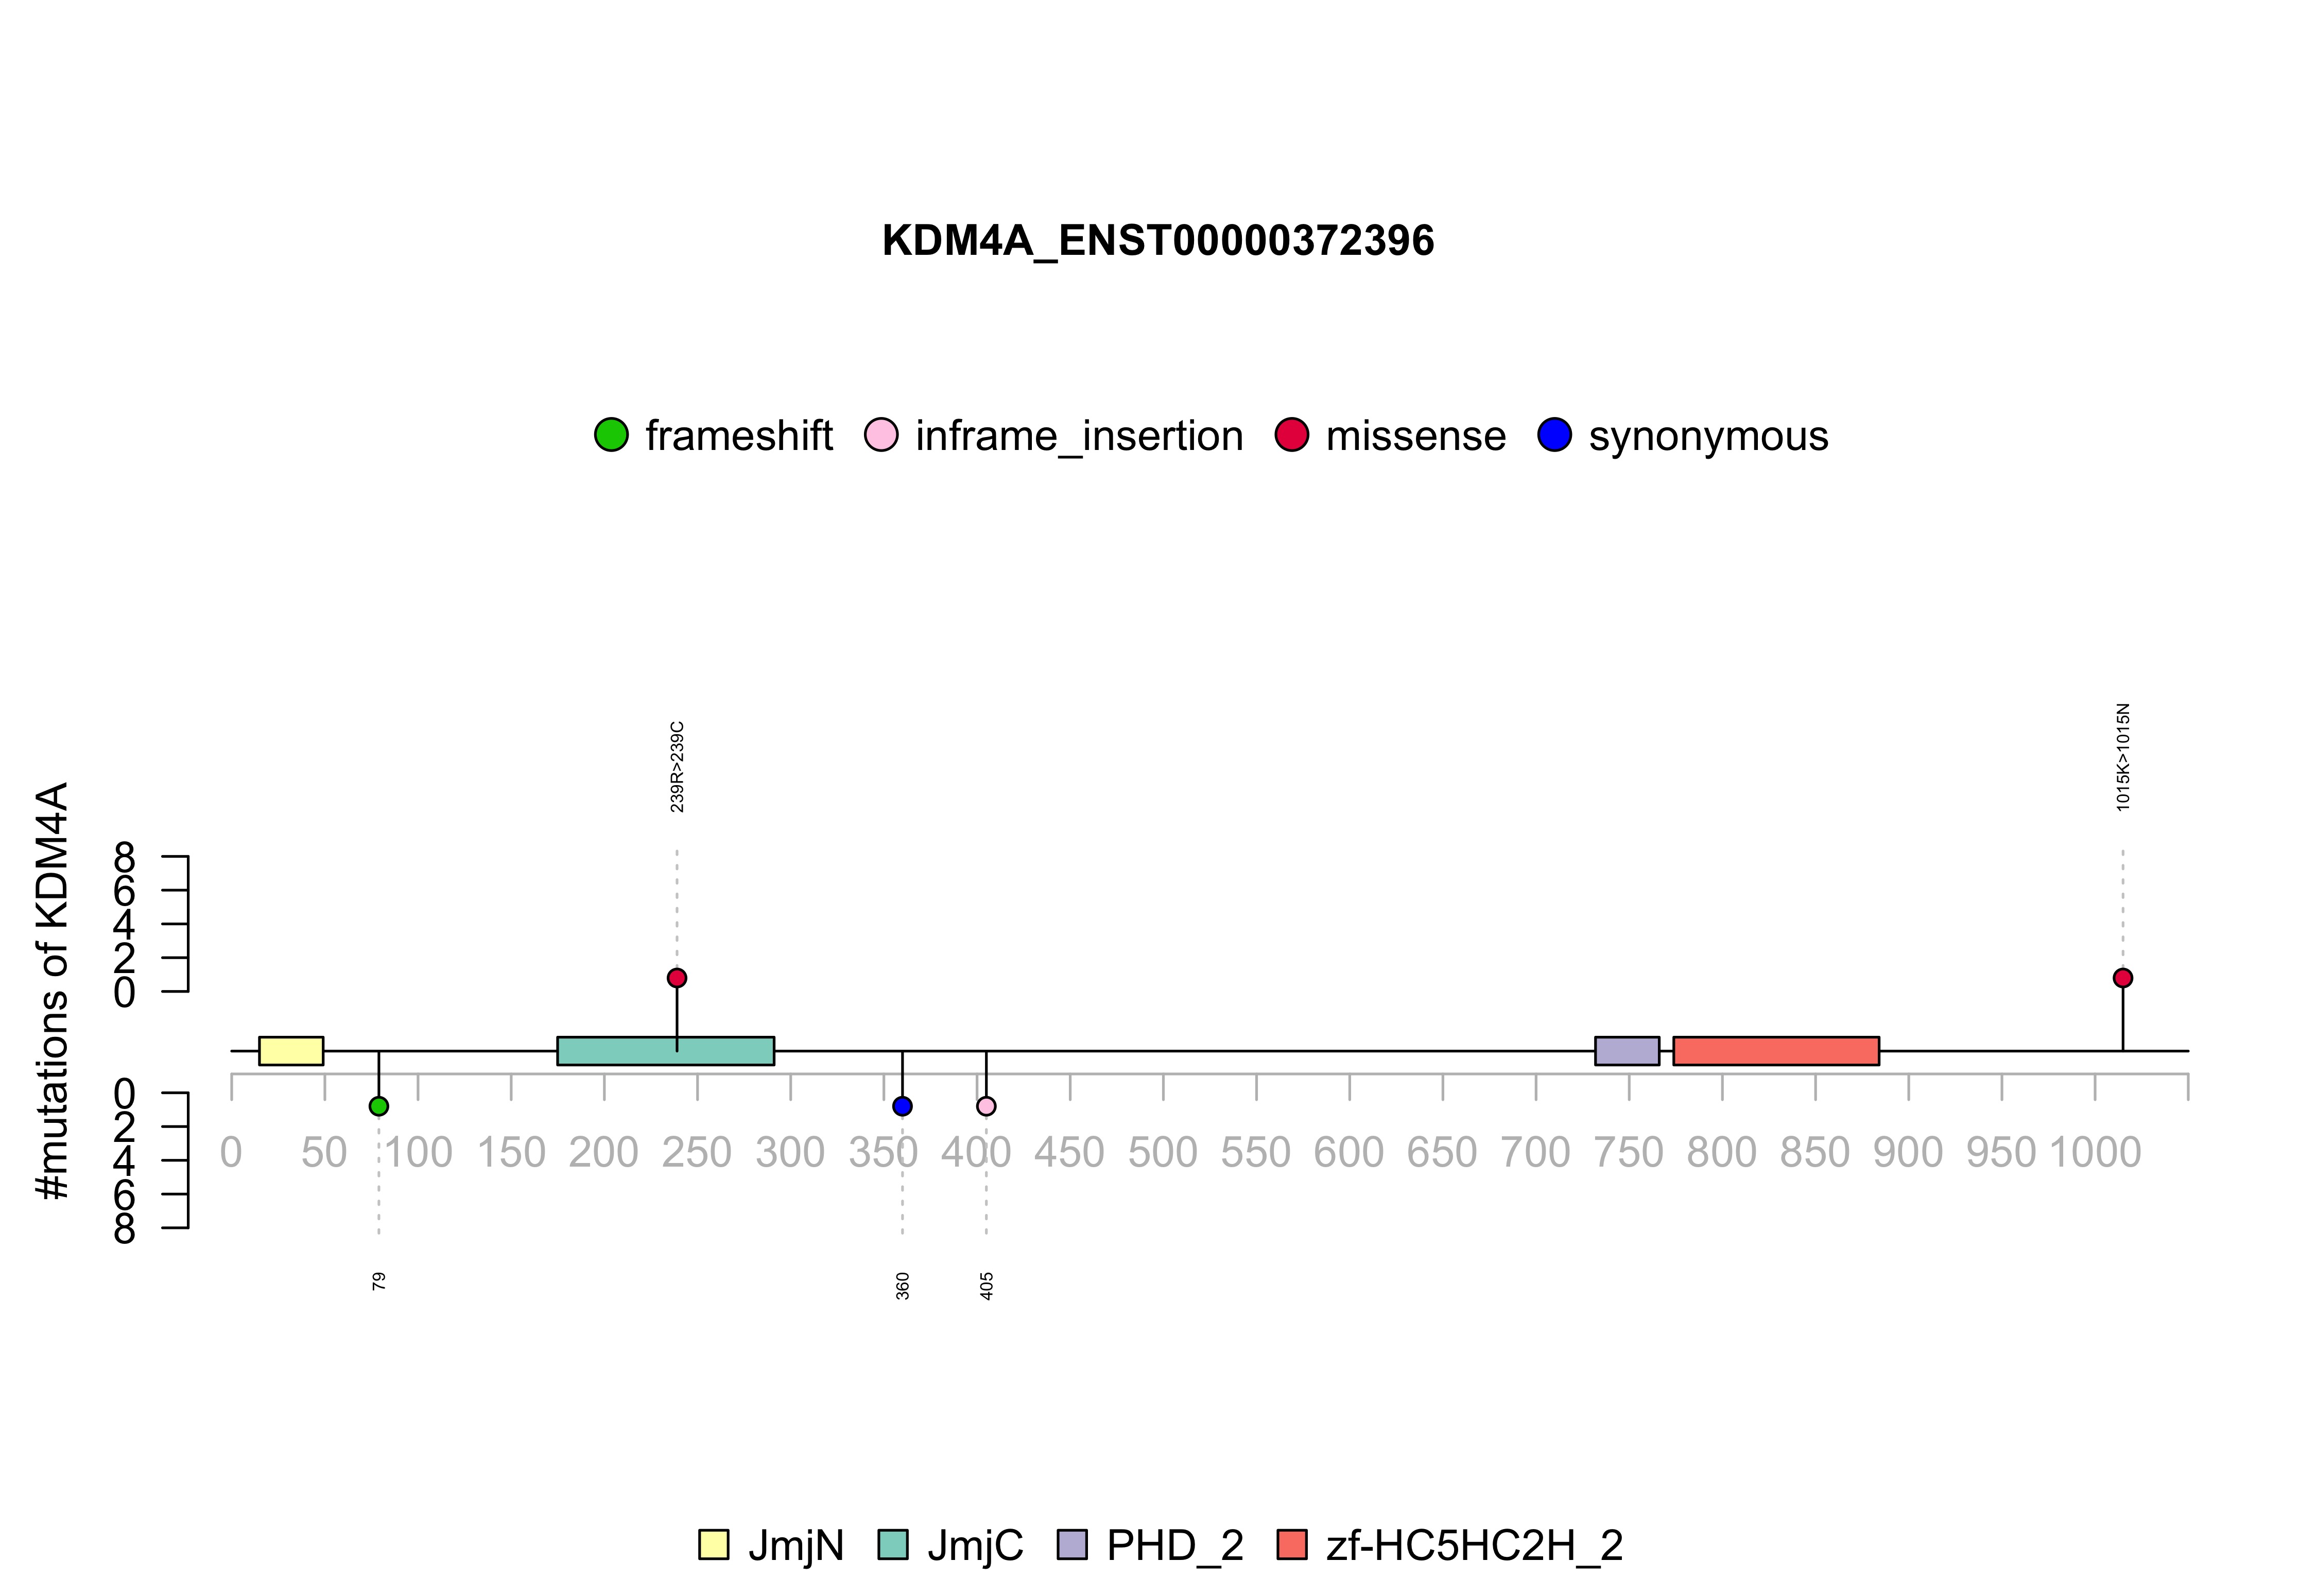 KDM4A_ENST00000372396
frameshift inframe_insertion missense synonymous
239R>239C
1015K>1015N
#mutations of KDM4A
8
6
4
2
0
0
2
4
6
8
0 50 100 150 200 250 300 350 400 450 500 550 600 650 700 750 800 850 900 950 1000
79
360
405
JmjN JmjC PHD_2 zf-HC5HC2H_2